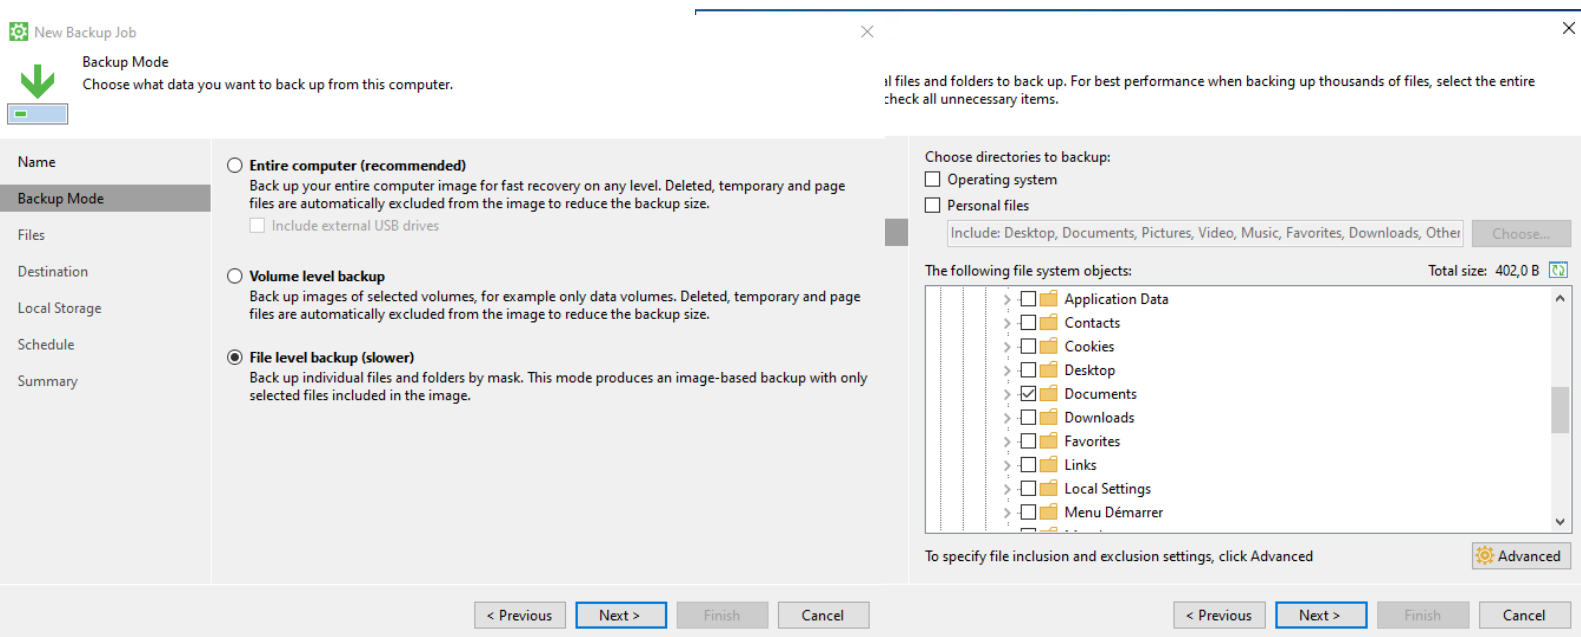 New Backup Job
Backup Mode
Choose what data you want to back up from this computer.
Name
Backup Mode
Files
Destination
Local Storage
Schedule
Summary
Entire computer (recommended)
Back up your entire computer image for fast recovery on any level. Deleted, temporary and page
files are automatically excluded from the image to reduce the backup size.
Include external USB drives
Volume level backup
Back up images of selected volumes, for example only data volumes. Deleted, temporary and page
files are automatically excluded from the image to reduce the backup size.
File level backup (slower)
Back up individual files and folders by mask. This mode produces an image-based backup with only
selected files included in the image.
< Previous
Next >
Finish
Cancel
files and folders to back up. For best performance when backing up thousands of files, select the entire
check all unnecessary items.
Choose directories to backup:
Operating system
Personal files
Include: Desktop, Documents, Pictures, Video, Music, Favorites, Downloads, Other
Choose...
The following file system objects:
Total size: 402,0 B
Application Data
Contacts
Cookies
Desktop
Documents
Downloads
Favorites
Links
Local Settings
Menu Démarrer
To specify file inclusion and exclusion settings, click Advanced
Advanced
< Previous
Next >
Finish
Cancel